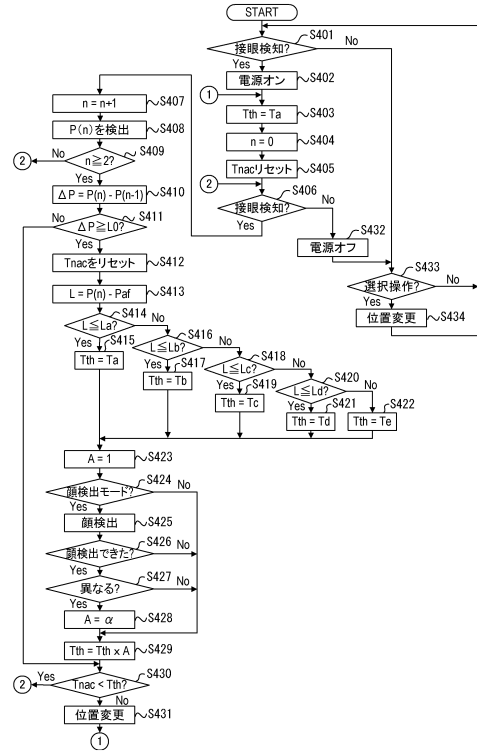 START
接眼検知?
S401
No
Yes
電源オン
S402
1
Tth = Ta
S403
n = 0
S404
Tnacリセット
S405
2
接眼検知?
S406
No
Yes
電源オフ
S432
選択操作?
S433
No
Yes
位置変更
S434
n = n+1
S407
P(n)を検出
S408
n≧2?
S409
No
2
Yes
ΔP = P(n) - P(n-1)
S410
ΔP≧L0?
S411
No
Yes
Tnacをリセット
S412
L = P(n) - Paf
S413
L≦La?
S414
No
Yes
Tth = Ta
S415
L≦Lb?
S416
No
Yes
Tth = Tb
S417
L≦Lc?
S418
No
Yes
Tth = Tc
S419
L≦Ld?
S420
No
Yes
Tth = Td
S421
Tth = Te
S422
A = 1
S423
顔検出モード?
S424
No
Yes
顔検出
S425
顔検出できた?
S426
No
Yes
異なる?
S427
No
Yes
A = α
S428
Tth = Tth x A
S429
Tnac < Tth?
S430
Yes
2
No
位置変更
S431
1